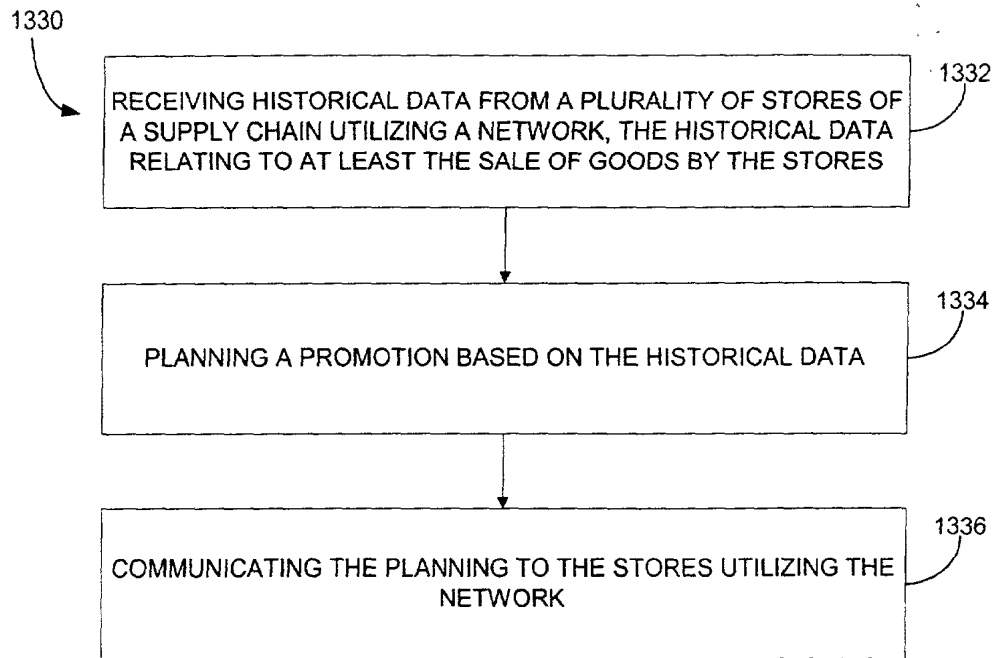 1330
1332
RECEIVING HISTORICAL DATA FROM A PLURALITY OF STORES OF
A SUPPLY CHAIN UTILIZING A NETWORK, THE HISTORICAL DATA
RELATING TO AT LEAST THE SALE OF GOODS BY THE STORES
1334
PLANNING A PROMOTION BASED ON THE HISTORICAL DATA
1336
COMMUNICATING THE PLANNING TO THE STORES UTILIZING THE
NETWORK